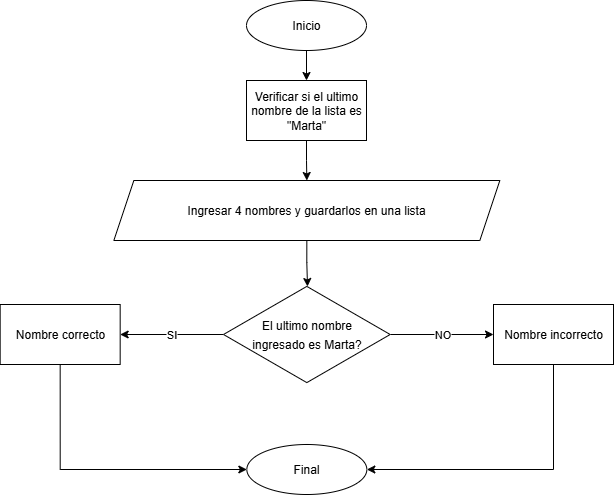 Inicio
Verificar si el ultimo
nombre de la lista es
"Marta"
Ingresar 4 nombres y guardarlos en una lista
El ultimo nombre
ingresado es Marta?
Nombre correcto
SI
NO
Nombre incorrecto
Final